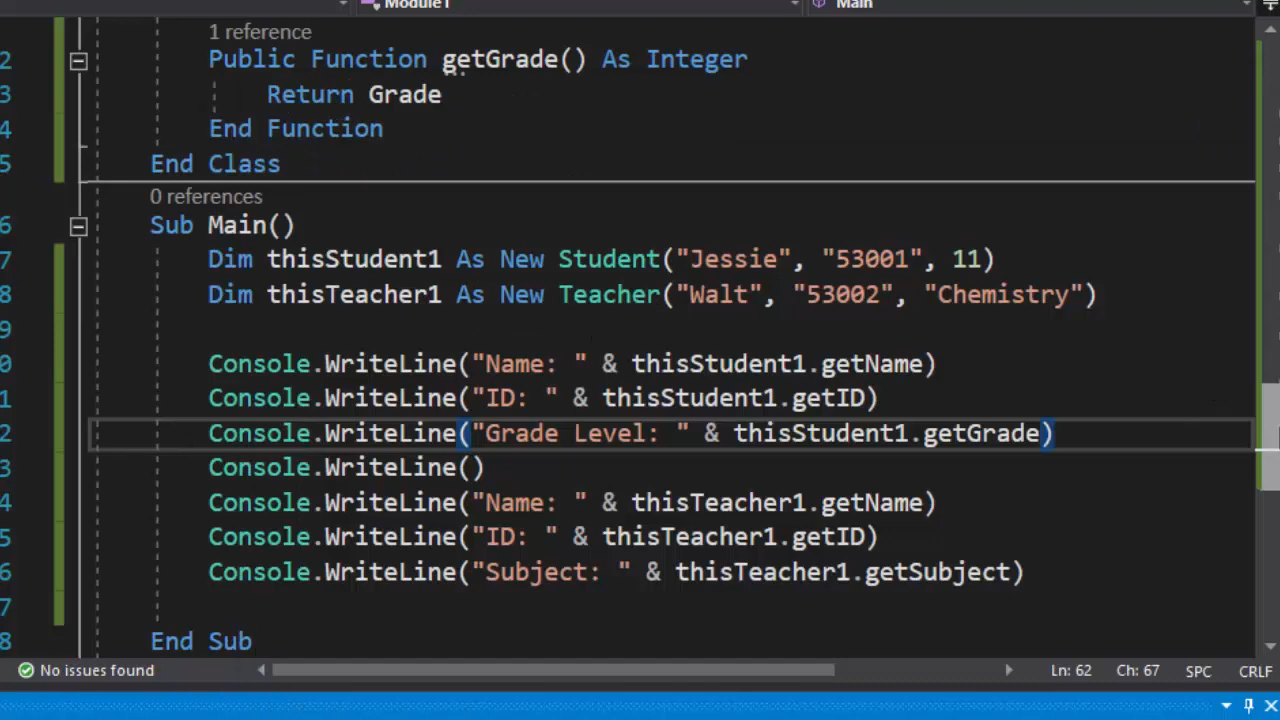 Module1 Main
1 reference
2 Public Function getGrade() As Integer
3 Return Grade
4 End Function
5 End Class
0 references
6 Sub Main()
7 Dim thisStudent1 As New Student("Jessie", "53001", 11)
8 Dim thisTeacher1 As New Teacher("Walt", "53002", "Chemistry")
9
0 Console.WriteLine("Name: " & thisStudent1.getName)
1 Console.WriteLine("ID: " & thisStudent1.getID)
2 Console.WriteLine("Grade Level: " & thisStudent1.getGrade)
3 Console.WriteLine()
4 Console.WriteLine("Name: " & thisTeacher1.getName)
5 Console.WriteLine("ID: " & thisTeacher1.getID)
6 Console.WriteLine("Subject: " & thisTeacher1.getSubject)
7
8 End Sub
No issues found Ln: 62 Ch: 67 SPC CRLF